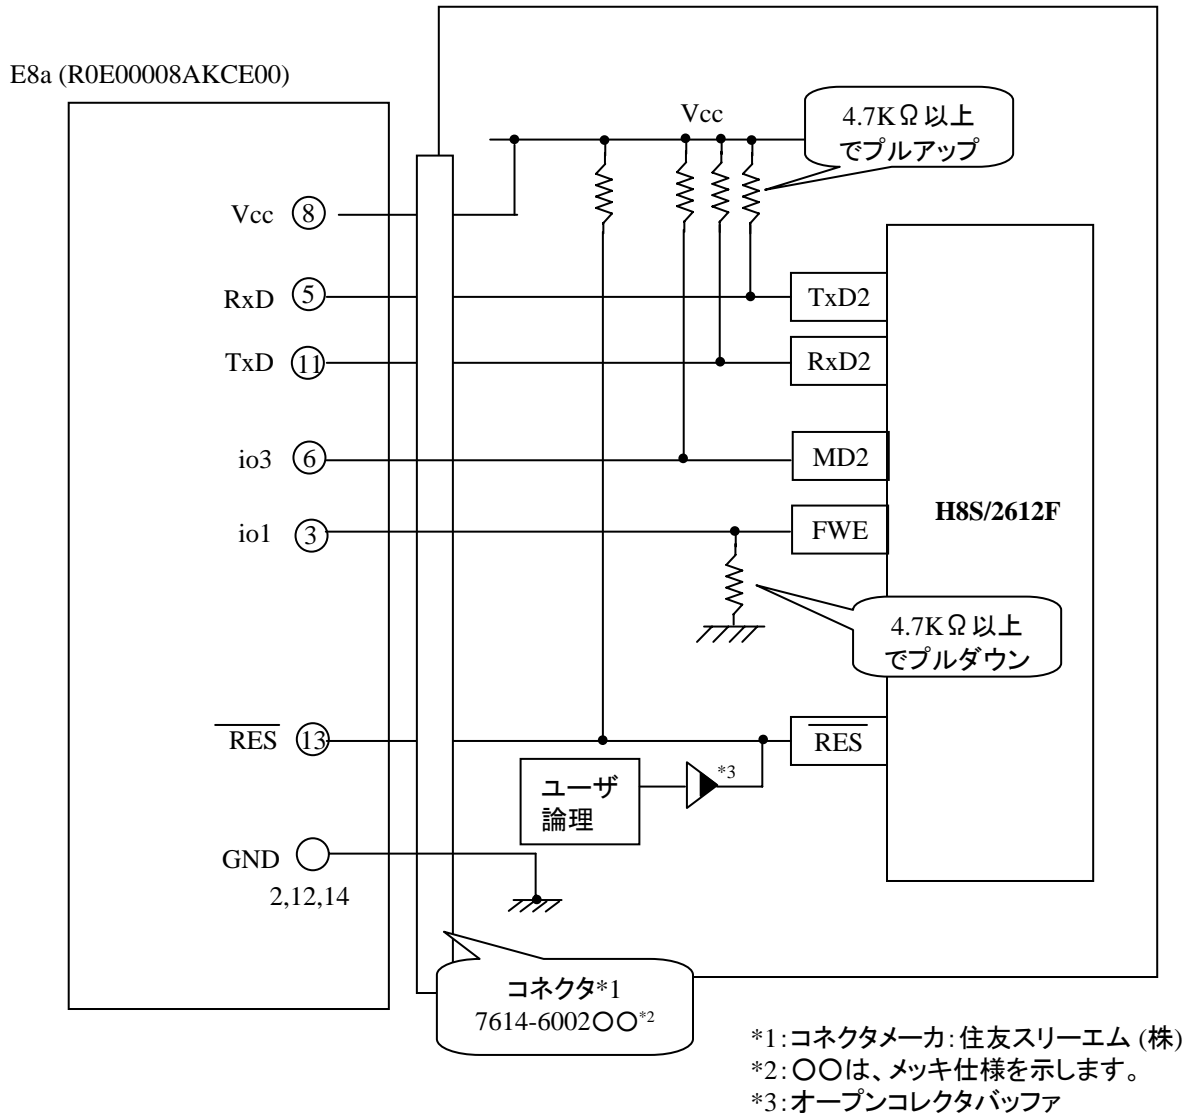 E8a (R0E00008AKCE00)
Vcc
4.7KΩ以上
でプルアップ
Vcc 8
RxD 5
TxD2
TxD 11
RxD2
io3 6
MD2
H8S/2612F
io1 3
FWE
4.7KΩ以上
でプルダウン
RES 13
RES
ユーザ
論理
*3
GND
2,12,14
コネクタ*1
7614-6002〇〇*2
*1:コネクタメーカ:住友スリーエム (株)
*2:〇〇は、メッキ仕様を示します。
*3:オープンコレクタバッファ